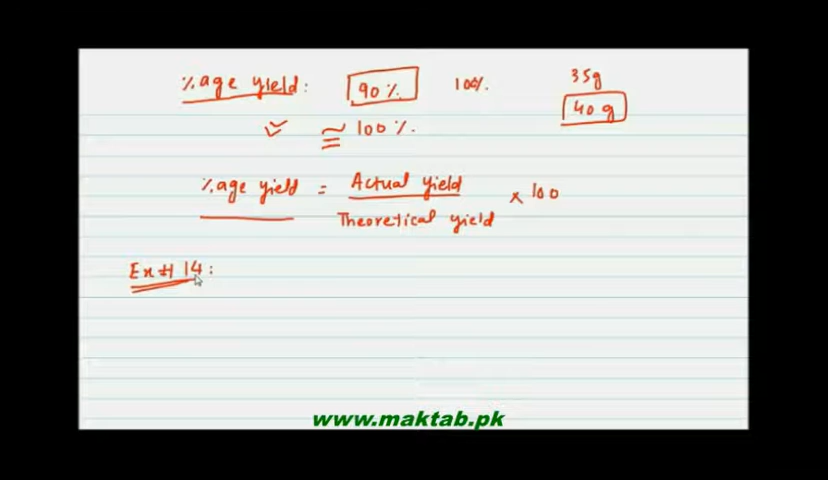 %age yield: 90% 100% 35g
40 g
≅ 100%.
%age yield = Actual yield / Theoretical yield × 100
Ex # 14:
www.maktab.pk